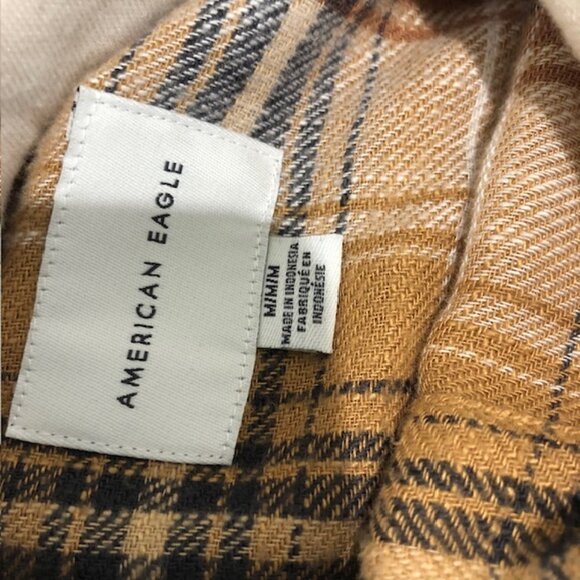 AMERICAN EAGLE
M/M/M
MADE IN INDONESIA
FABRIQUÉ EN
INDONÉSIE